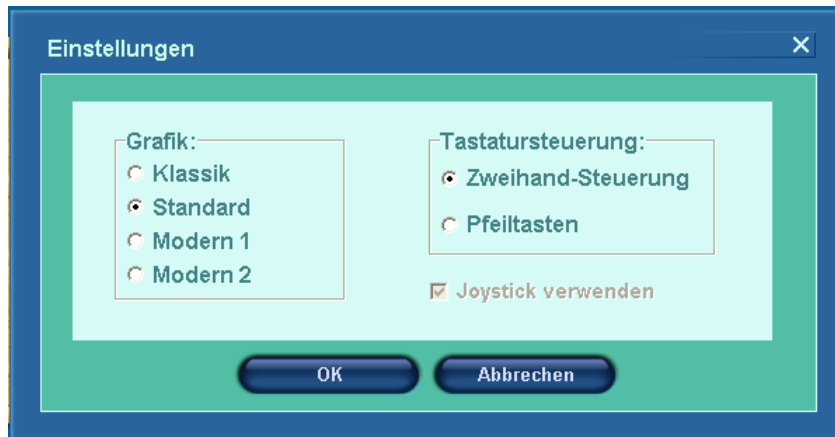 Einstellungen
Grafik:
Klassik
Standard
Modern 1
Modern 2
Tastatursteuerung:
Zweihand-Steuerung
Pfeiltasten
Joystick verwenden
OK
Abbrechen